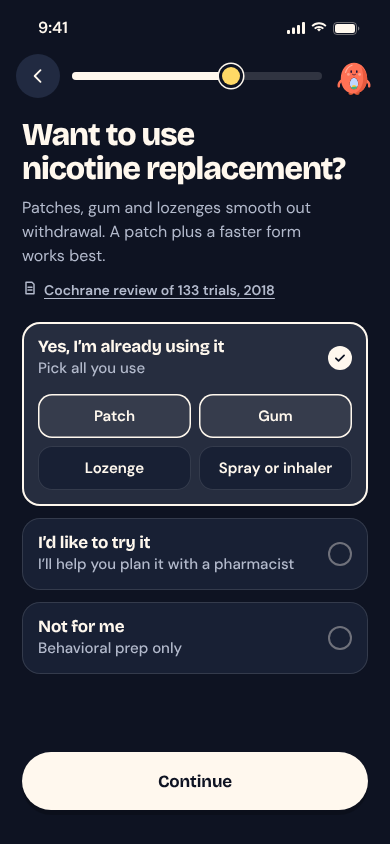 9:41
Want to use
nicotine replacement?
Patches, gum and lozenges smooth out
withdrawal. A patch plus a faster form
works best.
Cochrane review of 133 trials, 2018
Yes, I'm already using it
Pick all you use
Patch
Gum
Lozenge
Spray or inhaler
I'd like to try it
I'll help you plan it with a pharmacist
Not for me
Behavioral prep only
Continue